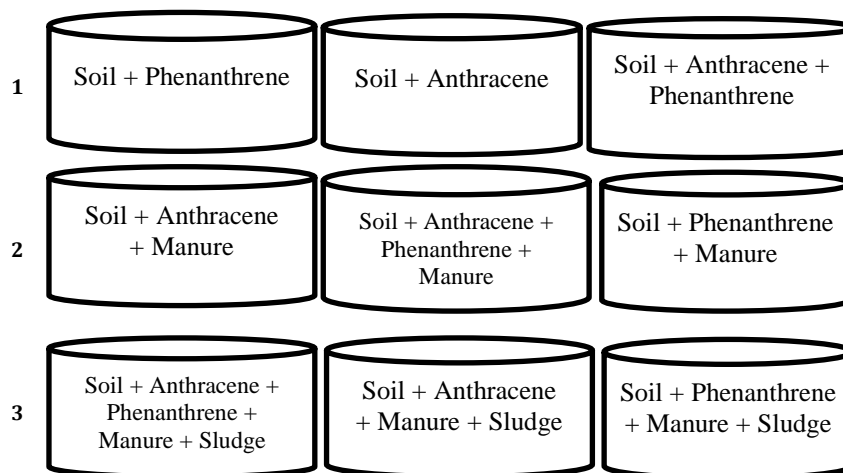 1
Soil + Phenanthrene
Soil + Anthracene
Soil + Anthracene +
Phenanthrene
2
Soil + Anthracene
+ Manure
Soil + Anthracene +
Phenanthrene +
Manure
Soil + Phenanthrene
+ Manure
3
Soil + Anthracene +
Phenanthrene +
Manure + Sludge
Soil + Anthracene
+ Manure + Sludge
Soil + Phenanthrene
+ Manure + Sludge